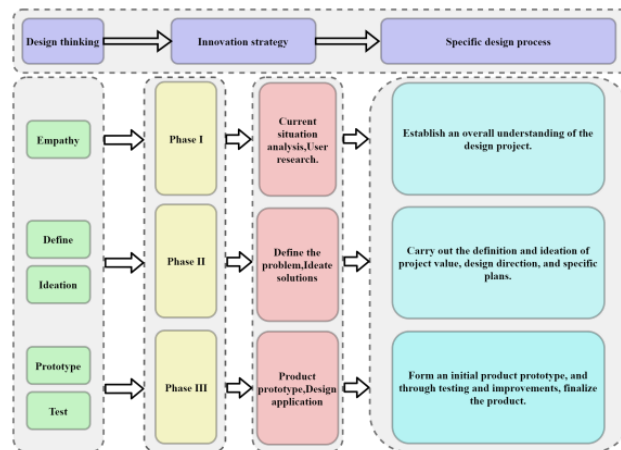 Design thinking
Innovation strategy
Specific design process
Empathy
Phase I
Current
situation
analysis,User
research.
Establish an overall understanding of the
design project.
Define
Ideation
Phase II
Define the
problem,Ideate
solutions
Carry out the definition and ideation of
project value, design direction, and specific
plans.
Prototype
Test
Phase III
Product
prototype,Design
application
Form an initial product prototype, and
through testing and improvements, finalize
the product.